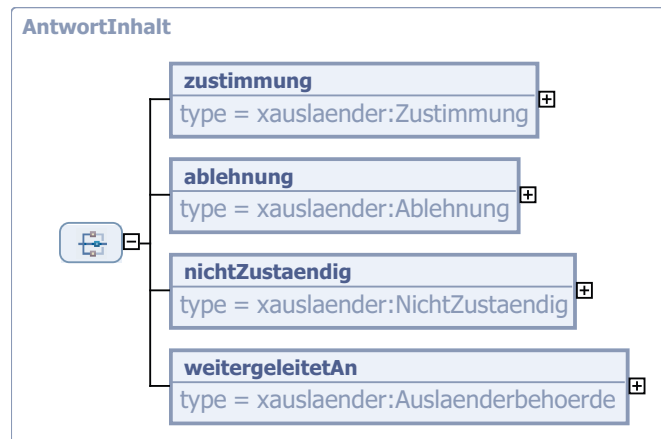 AntwortInhalt
zustimmung
type = xauslaender:Zustimmung
ablehnung
type = xauslaender:Ablehnung
nichtZustaendig
type = xauslaender:NichtZustaendig
weitergeleitetAn
type = xauslaender:Auslaenderbehoerde